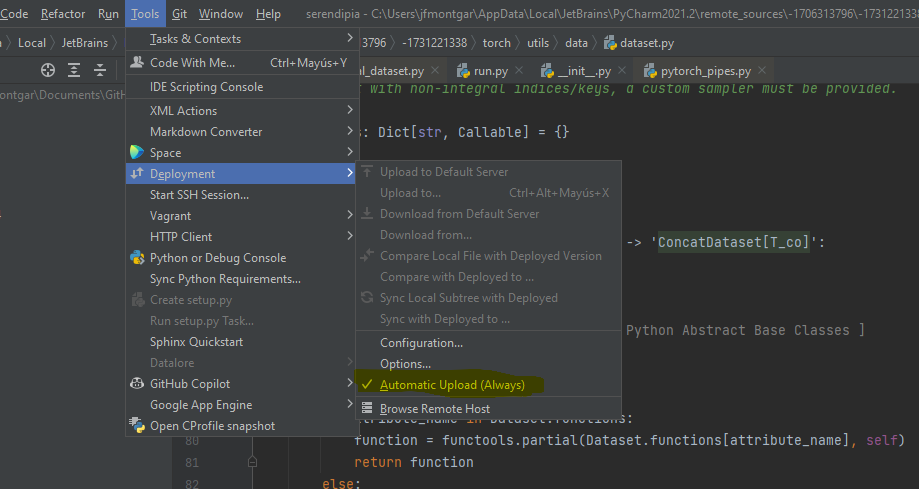 Code Refactor Run Tools Git Window Help serendipia - C:\Users\jfmontgar\AppData\Local\JetBrains\PyCharm2021.2\remote_sources\-1706313796\-1731221338\
Local JetBrains 3796 -1731221338 torch utils data dataset.py
l_dataset.py run.py __init__.py pytorch_pipes.py
ontgar\Documents\GitH
with non-integral indices/keys, a custom sampler must be provided.
s: Dict[str, Callable] = {}
-> 'ConcatDataset[T_co]':
Python Abstract Base Classes ]
Tasks & Contexts
Code With Me... Ctrl+Mayús+Y
IDE Scripting Console
XML Actions
Markdown Converter
Space
Deployment
Start SSH Session...
Vagrant
HTTP Client
Python or Debug Console
Sync Python Requirements...
Create setup.py
Run setup.py Task...
Sphinx Quickstart
Datalore
GitHub Copilot
Google App Engine
Open CProfile snapshot
Upload to Default Server
Upload to... Ctrl+Alt+Mayús+X
Download from Default Server
Download from...
Compare Local File with Deployed Version
Compare with Deployed to ...
Sync Local Subtree with Deployed
Sync with Deployed to ...
Configuration...
Options...
Automatic Upload (Always)
Browse Remote Host
tribute_name in Dataset.functions:
80 function = functools.partial(Dataset.functions[attribute_name], self)
81 return function
82 else: